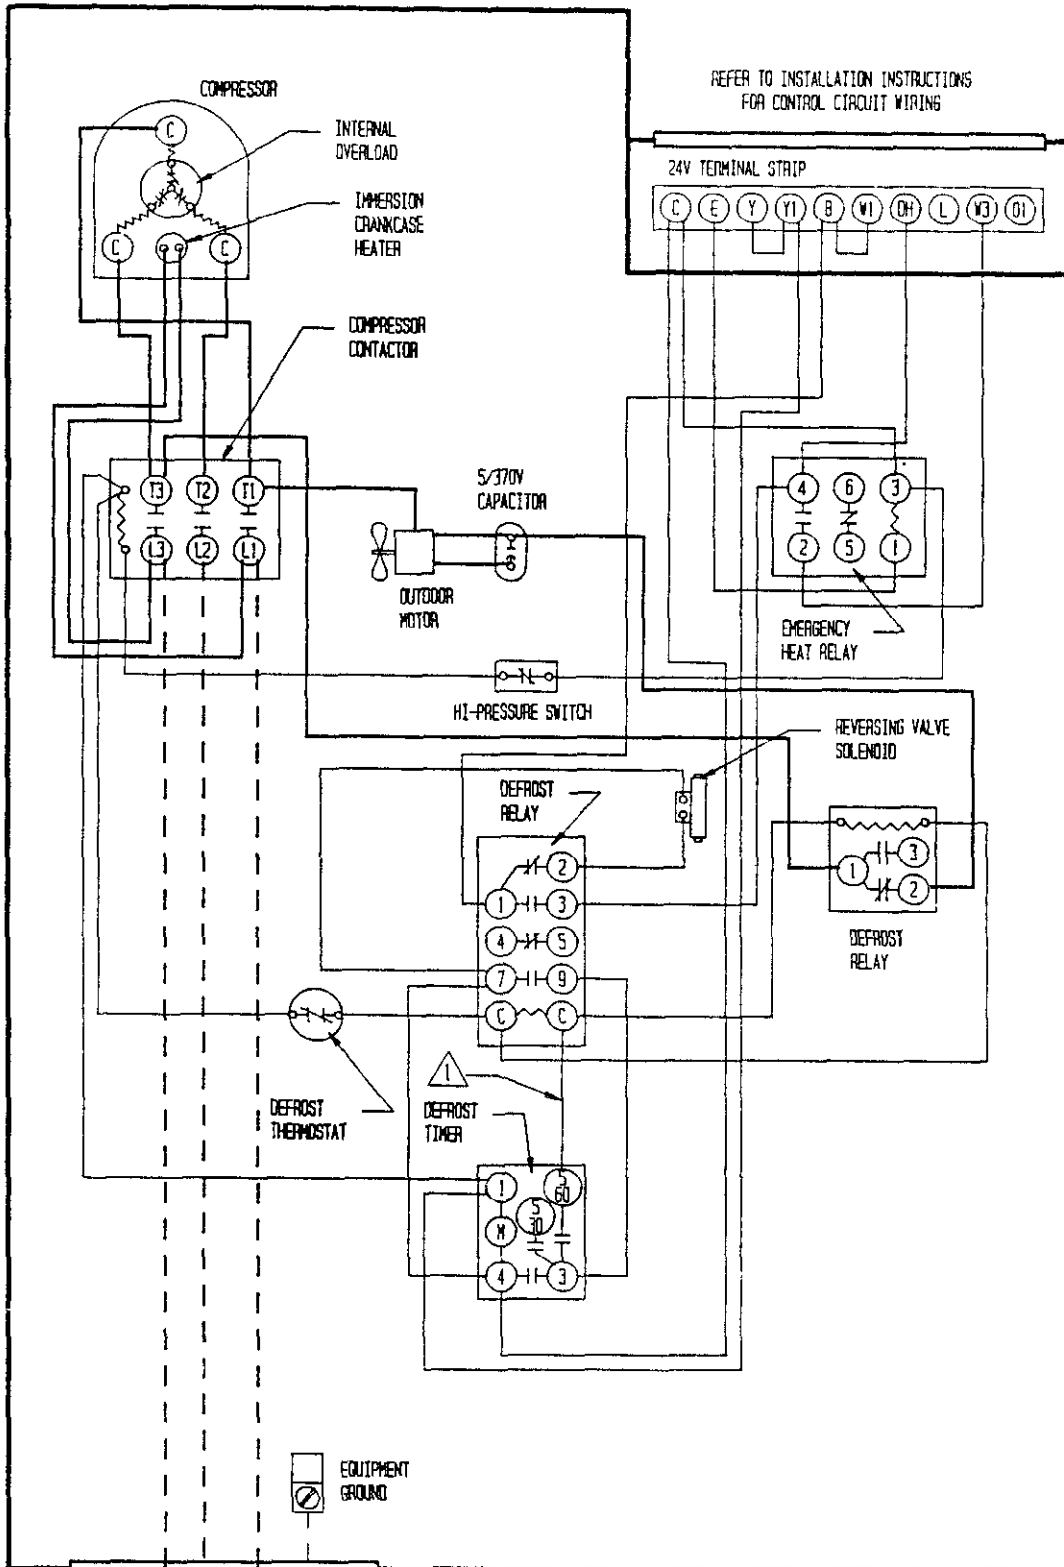 COMPRESSOR
C
INTERNAL
OVERLOAD
IMMERSION
CRANKCASE
HEATER
C
C
REFER TO INSTALLATION INSTRUCTIONS
FOR CONTROL CIRCUIT WIRING
24V TERMINAL STRIP
C E Y Y1 B W1 DH L W3 O1
COMPRESSOR
CONTACTOR
T3 T2 T1
L3 L2 L1
5/370V
CAPACITOR
OUTDOOR
MOTOR
4 6 3
2 5 1
EMERGENCY
HEAT RELAY
HI-PRESSURE SWITCH
REVERSING VALVE
SOLENOID
DEFROST
RELAY
2
1 3
4 5
7 9
C C
3
1
2
DEFROST
RELAY
DEFROST
THERMOSTAT
1
DEFROST
TIMER
1
5
60
5
30
M
4 3
EQUIPMENT
GROUND